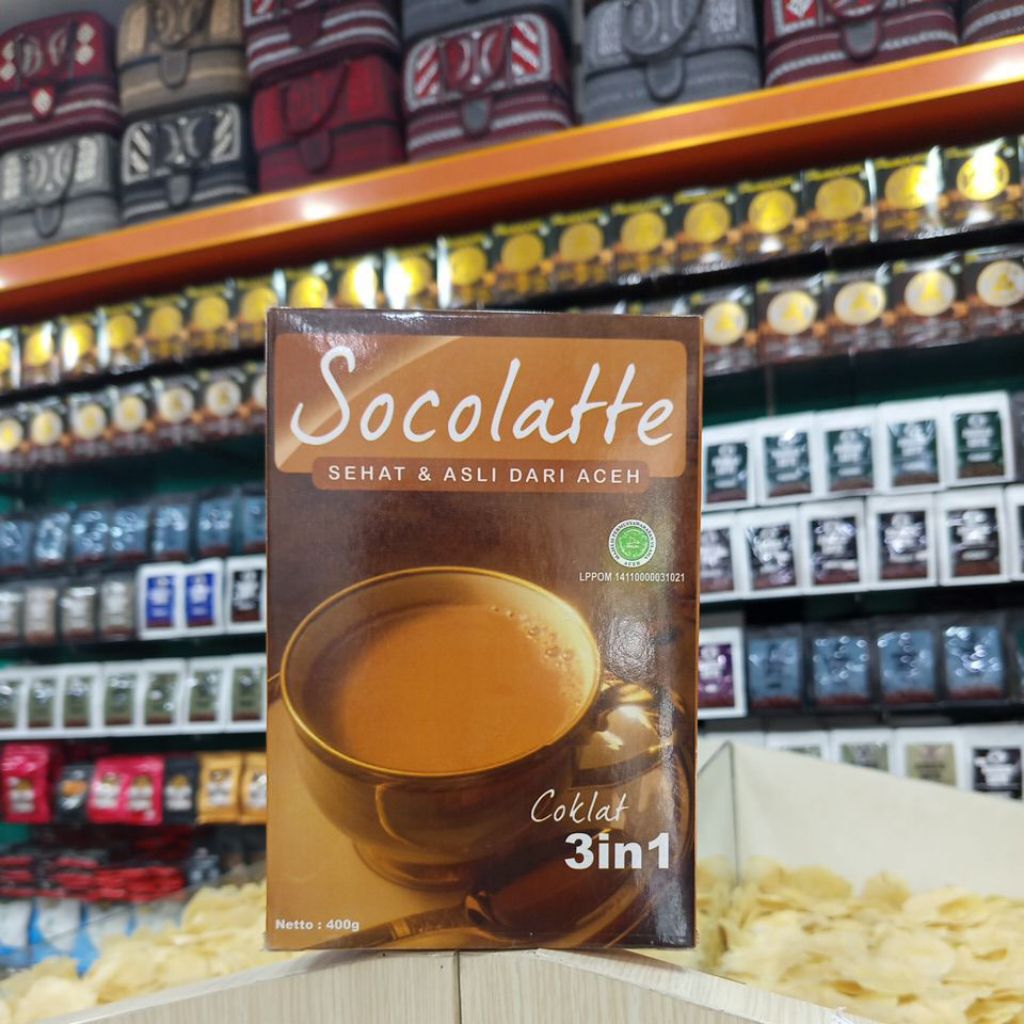 Socolatte
SEHAT & ASLI DARI ACEH
LPPOM 14110000031021
Coklat
3in1
Netto : 400g